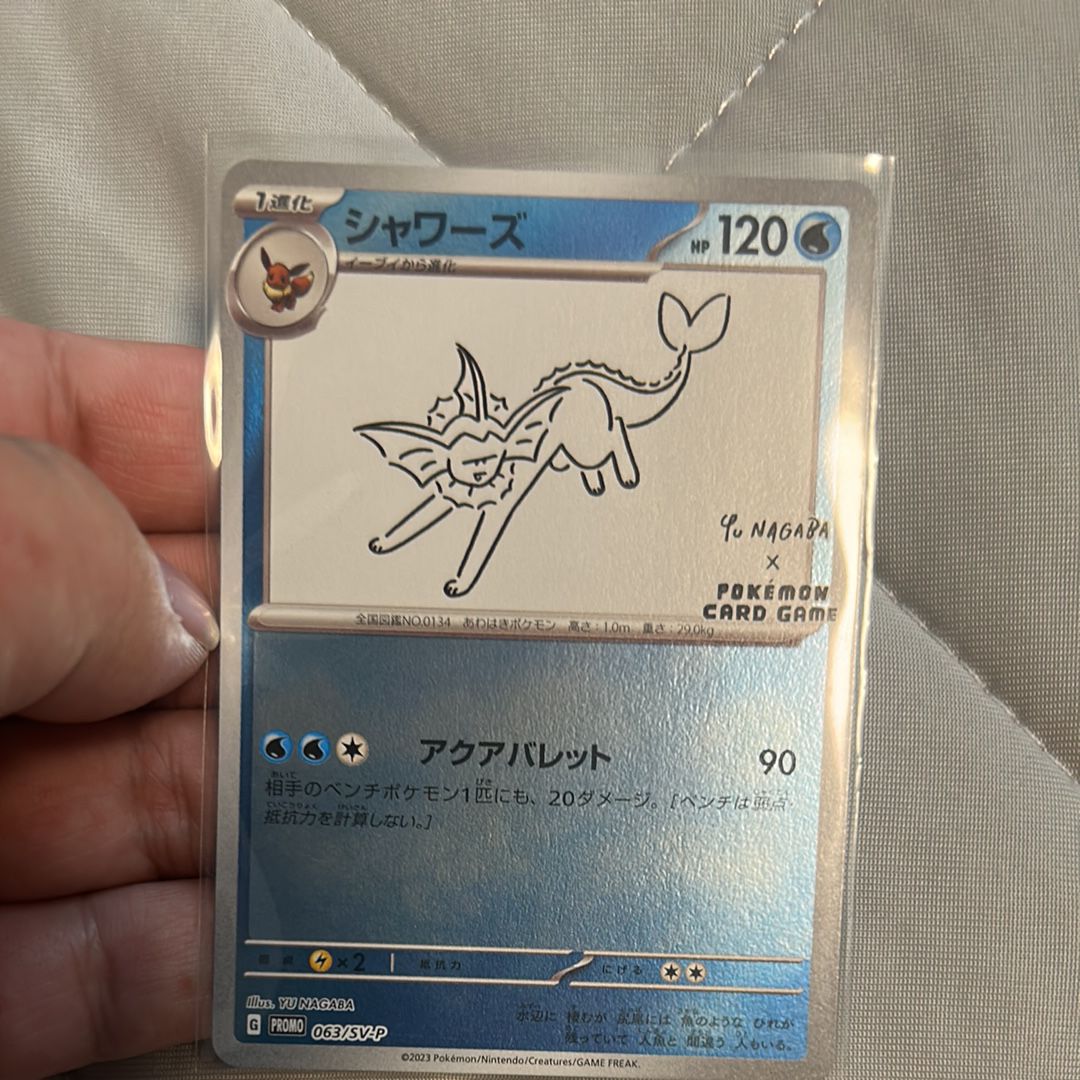 1進化
シャワーズ
HP 120
イーブイから進化
Yu NAGABA
×
POKÉMON
CARD GAME
全国図鑑NO.0134 あわはきポケモン 高さ:1.0m 重さ:29.0kg
アクアバレット 90
相手のベンチポケモン1匹にも、20ダメージ。[ベンチは弱点・
抵抗力を計算しない。]
弱点 ×2 抵抗力 にげる
Illus. YU NAGABA
G PROMO 063/SV-P
水辺に 棲むが 尻尾には 魚のような ひれが
残っていて 人魚と 間違う 人もいる。
©2023 Pokémon/Nintendo/Creatures/GAME FREAK.